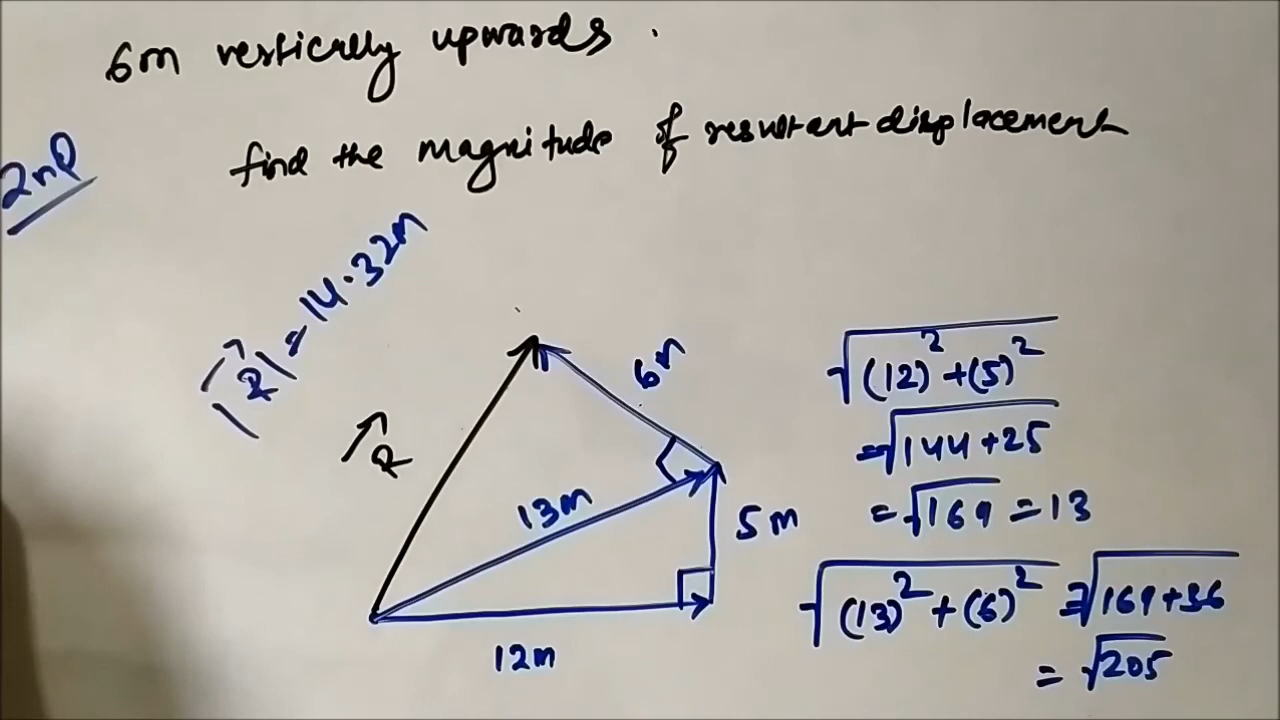 6m vertically upwards.
find the magnitude of resultant displacement
|R⃗| = 14.32m
R⃗
6m
13m
5m
12m
√(12)²+(5)²
=√144+25
=√169 = 13
√(13)²+(6)² = √169+36
= √205